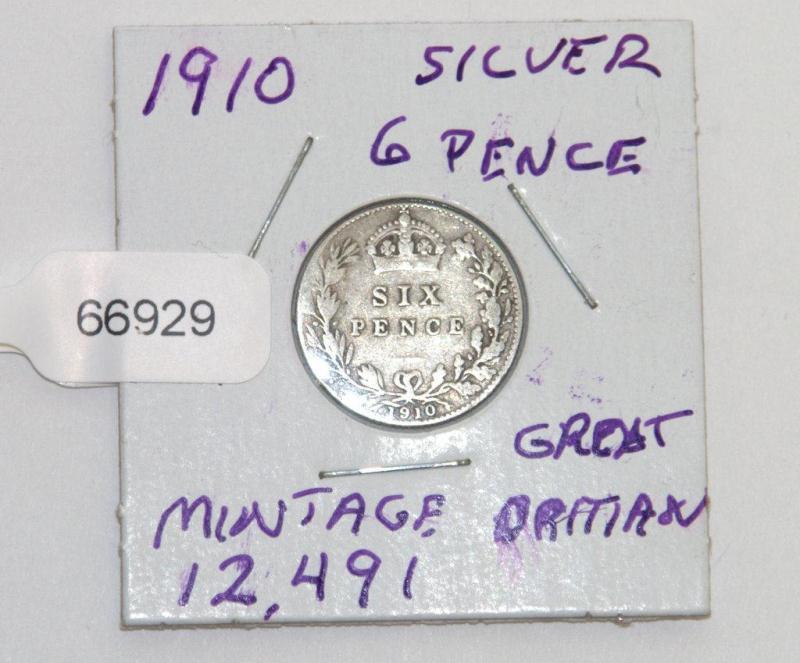 1910 SILVER
6 PENCE
66929
SIX
PENCE
1910
GREAT
MINTAGE BRITIAN
12,491